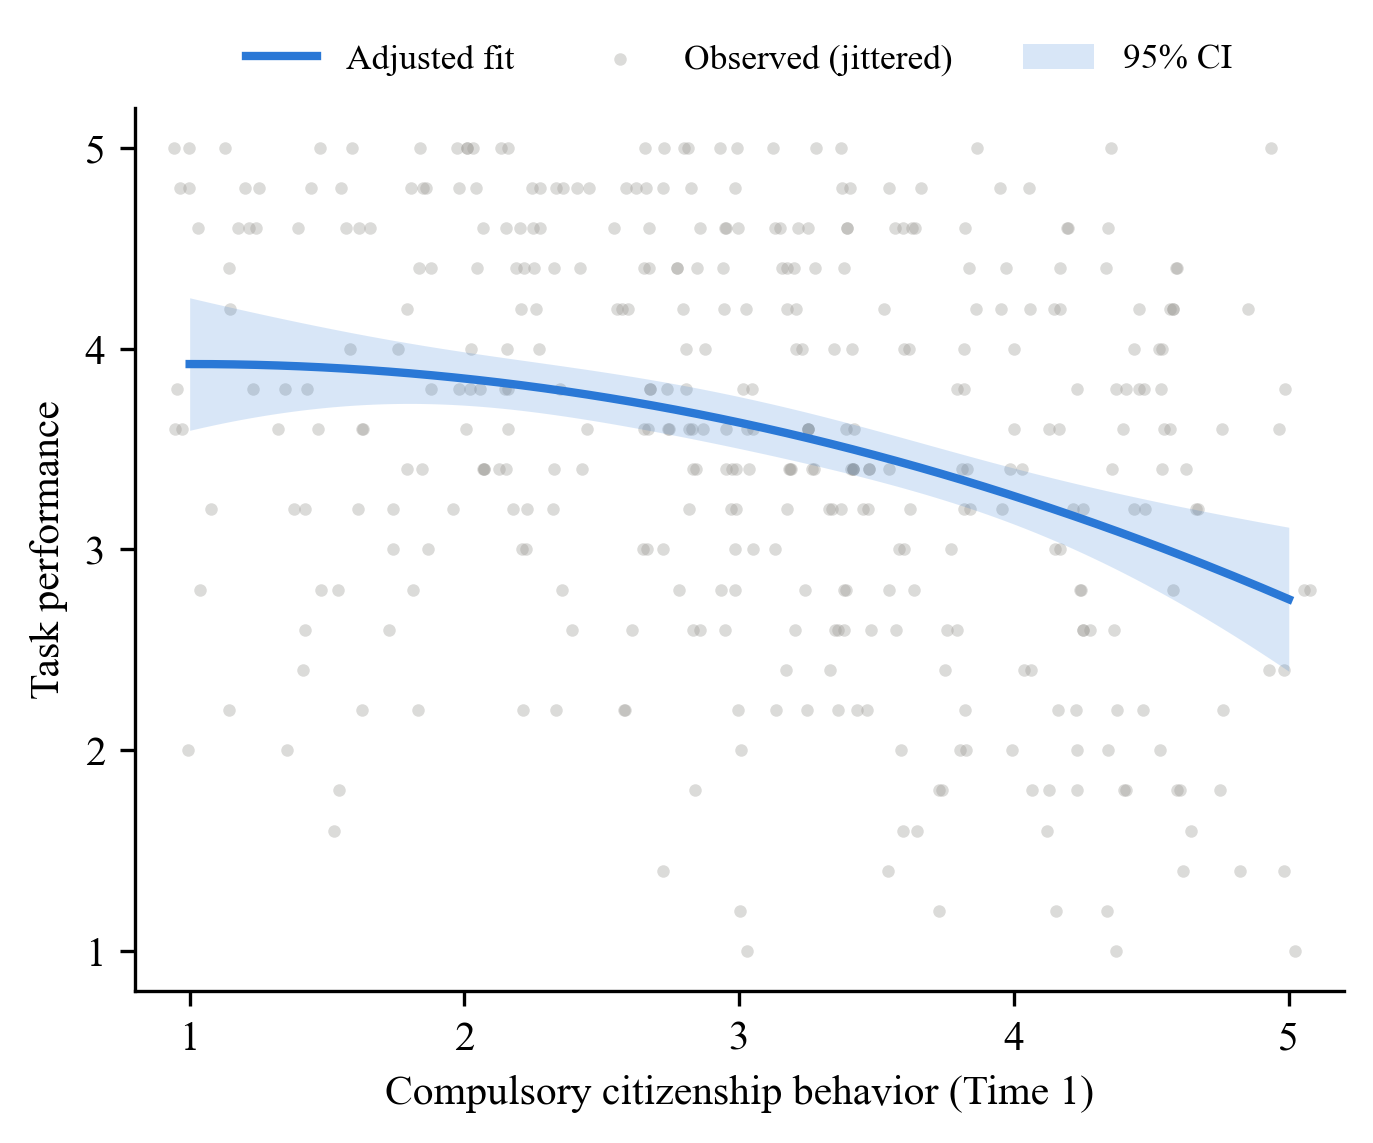 Adjusted fit
Observed (jittered)
95% CI
Task performance
5
4
3
2
1
1
2
3
4
5
Compulsory citizenship behavior (Time 1)